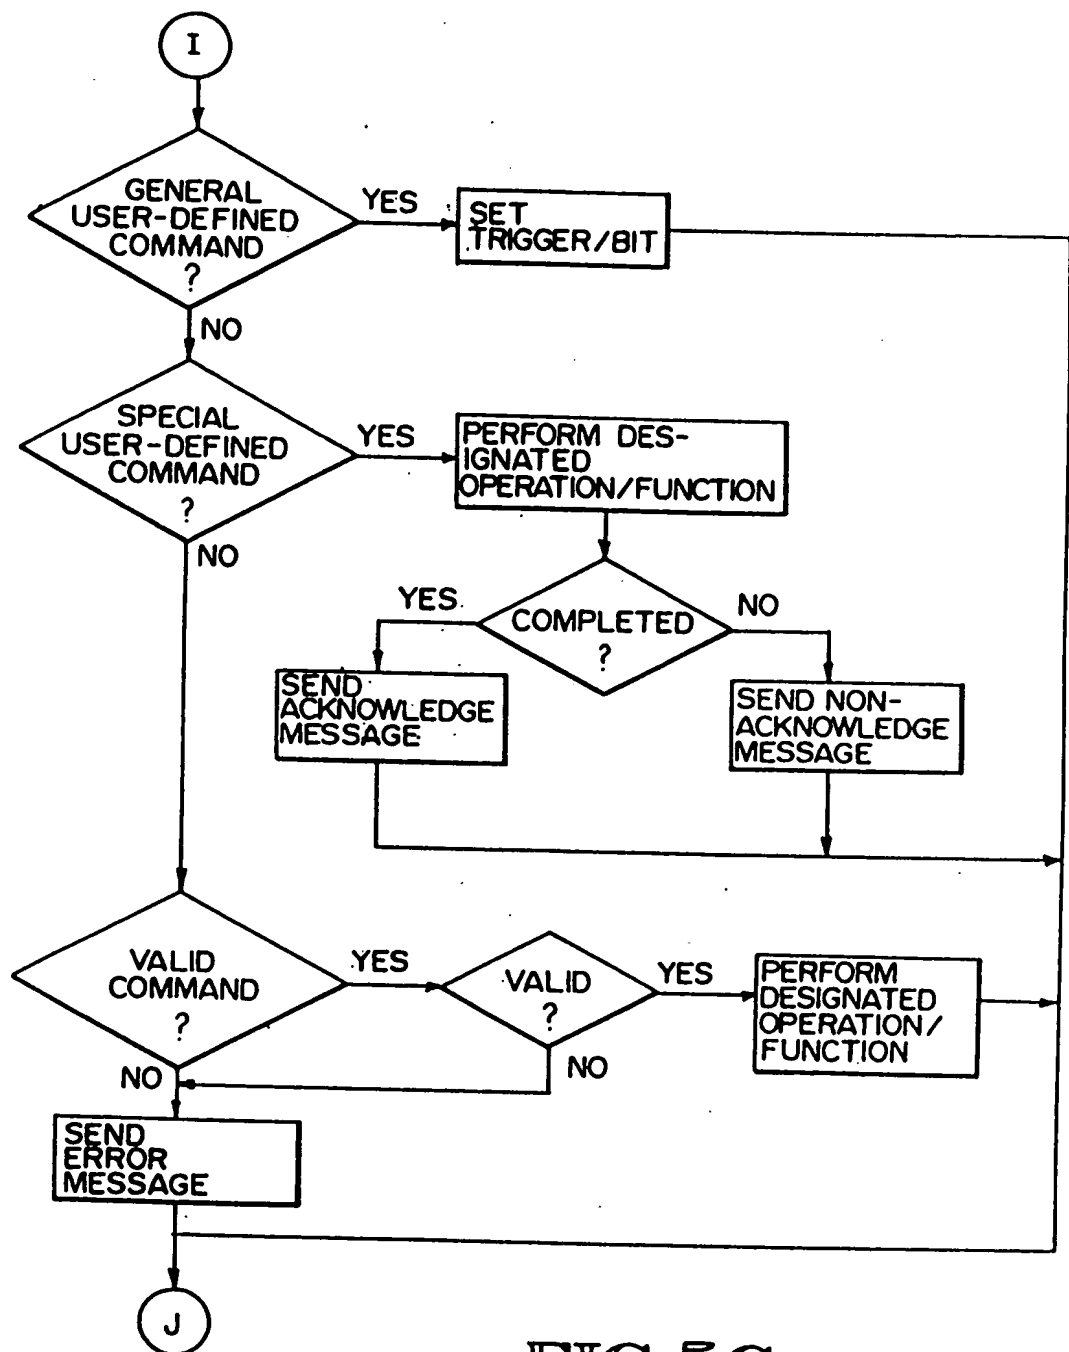 I
GENERAL
USER-DEFINED
COMMAND
?
YES
SET
TRIGGER/BIT
NO
SPECIAL
USER-DEFINED
COMMAND
?
YES
PERFORM DES-
IGNATED
OPERATION/FUNCTION
NO
COMPLETED
?
YES
NO
SEND
ACKNOWLEDGE
MESSAGE
SEND NON-
ACKNOWLEDGE
MESSAGE
VALID
COMMAND
?
YES
VALID
?
YES
PERFORM
DESIGNATED
OPERATION/
FUNCTION
NO
NO
SEND
ERROR
MESSAGE
J